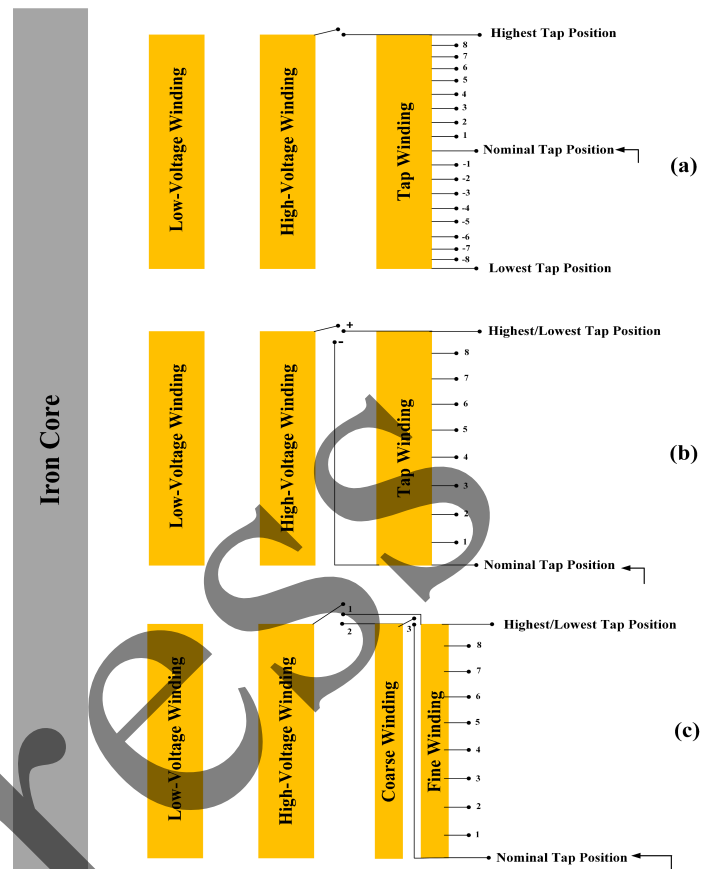 Iron Core
Low-Voltage Winding
High-Voltage Winding
Tap Winding
Highest Tap Position
8
7
6
5
4
3
2
1
Nominal Tap Position
-1
-2
-3
-4
-5
-6
-7
-8
Lowest Tap Position
(a)
Low-Voltage Winding
High-Voltage Winding
+
-
Tap Winding
Highest/Lowest Tap Position
8
7
6
5
4
3
2
1
Nominal Tap Position
(b)
Low-Voltage Winding
High-Voltage Winding
1
2
3
Coarse Winding
Fine Winding
Highest/Lowest Tap Position
8
7
6
5
4
3
2
1
Nominal Tap Position
(c)
ress